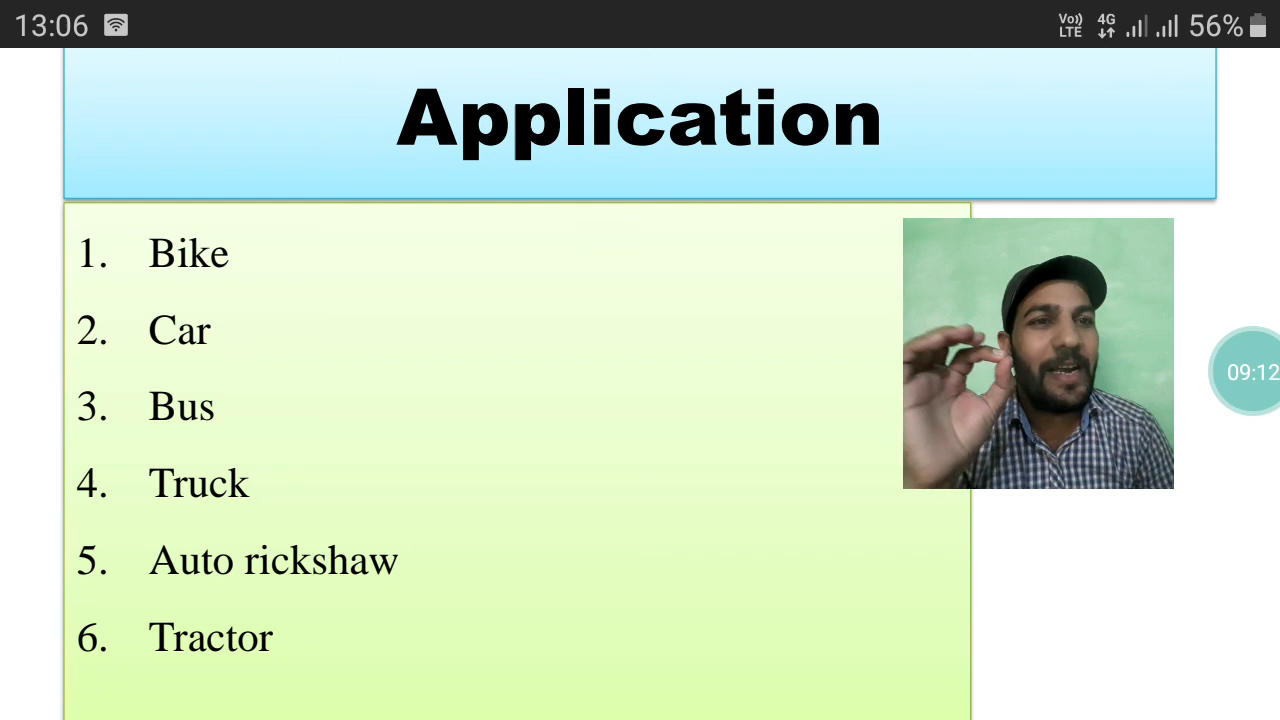 13:06 Vo)) LTE 4G 56%
Application
1. Bike
2. Car
3. Bus
4. Truck
5. Auto rickshaw
6. Tractor
09:12